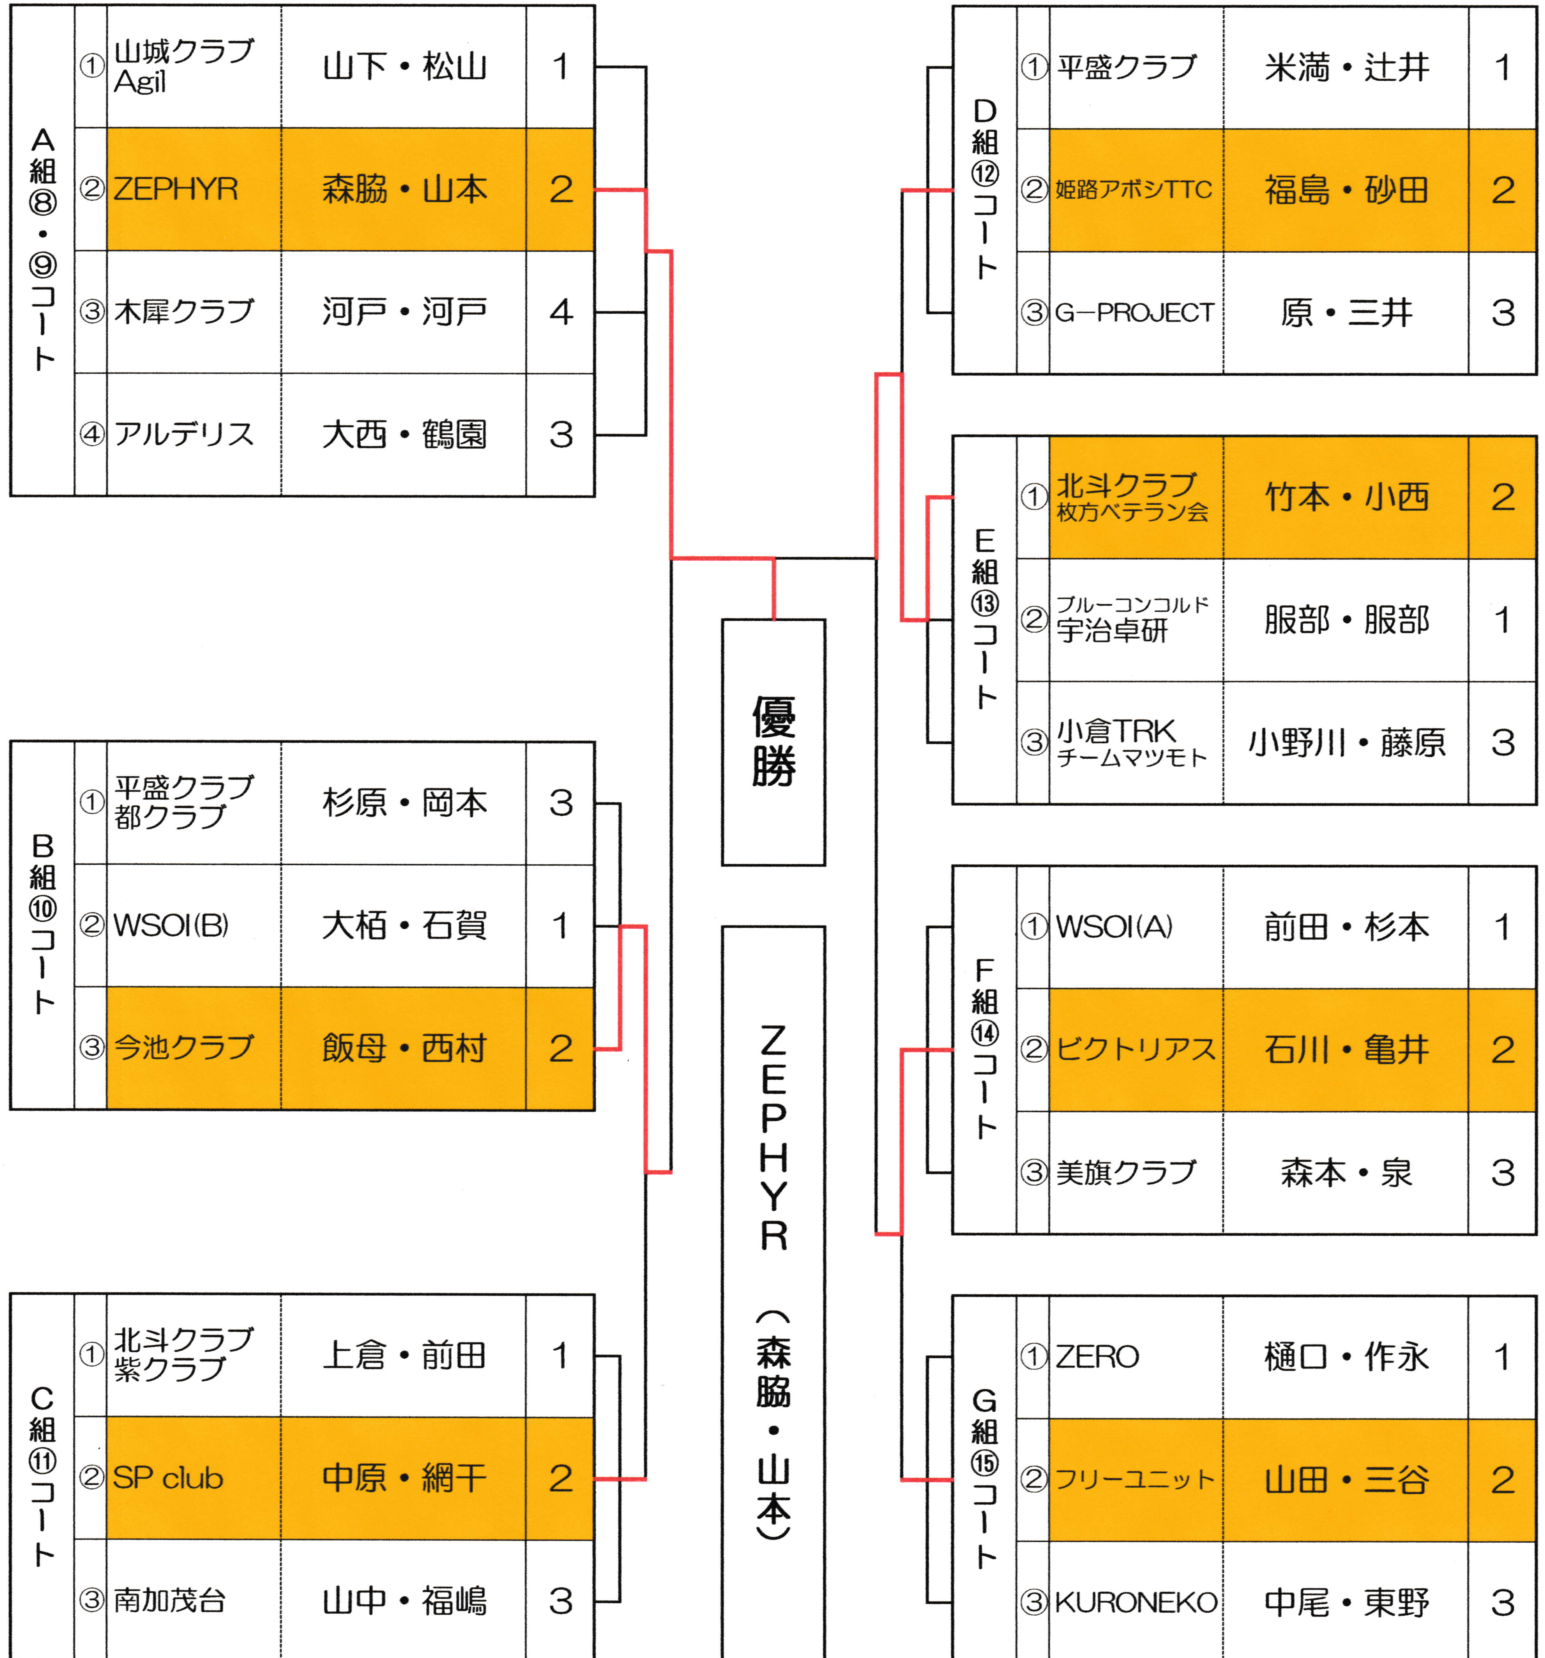 A組⑧・⑨コート
① 山城クラブ
Agil 山下・松山 1
② ZEPHYR 森脇・山本 2
③ 木犀クラブ 河戸・河戸 4
④ アルデリス 大西・鶴園 3
B組⑩コート
① 平盛クラブ
都クラブ 杉原・岡本 3
② WSOI(B) 大栢・石賀 1
③ 今池クラブ 飯母・西村 2
C組⑪コート
① 北斗クラブ
紫クラブ 上倉・前田 1
② SP club 中原・網干 2
③ 南加茂台 山中・福嶋 3
優勝
ZEPHYR (森脇・山本)
D組⑫コート
① 平盛クラブ 米満・辻井 1
② 姫路アボシTTC 福島・砂田 2
③ G-PROJECT 原・三井 3
E組⑬コート
① 北斗クラブ
枚方ベテラン会 竹本・小西 2
② ブルーコンコルド
宇治卓研 服部・服部 1
③ 小倉TRK
チームマツモト 小野川・藤原 3
F組⑭コート
① WSOI(A) 前田・杉本 1
② ビクトリアス 石川・亀井 2
③ 美旗クラブ 森本・泉 3
G組⑮コート
① ZERO 樋口・作永 1
② フリーユニット 山田・三谷 2
③ KURONEKO 中尾・東野 3